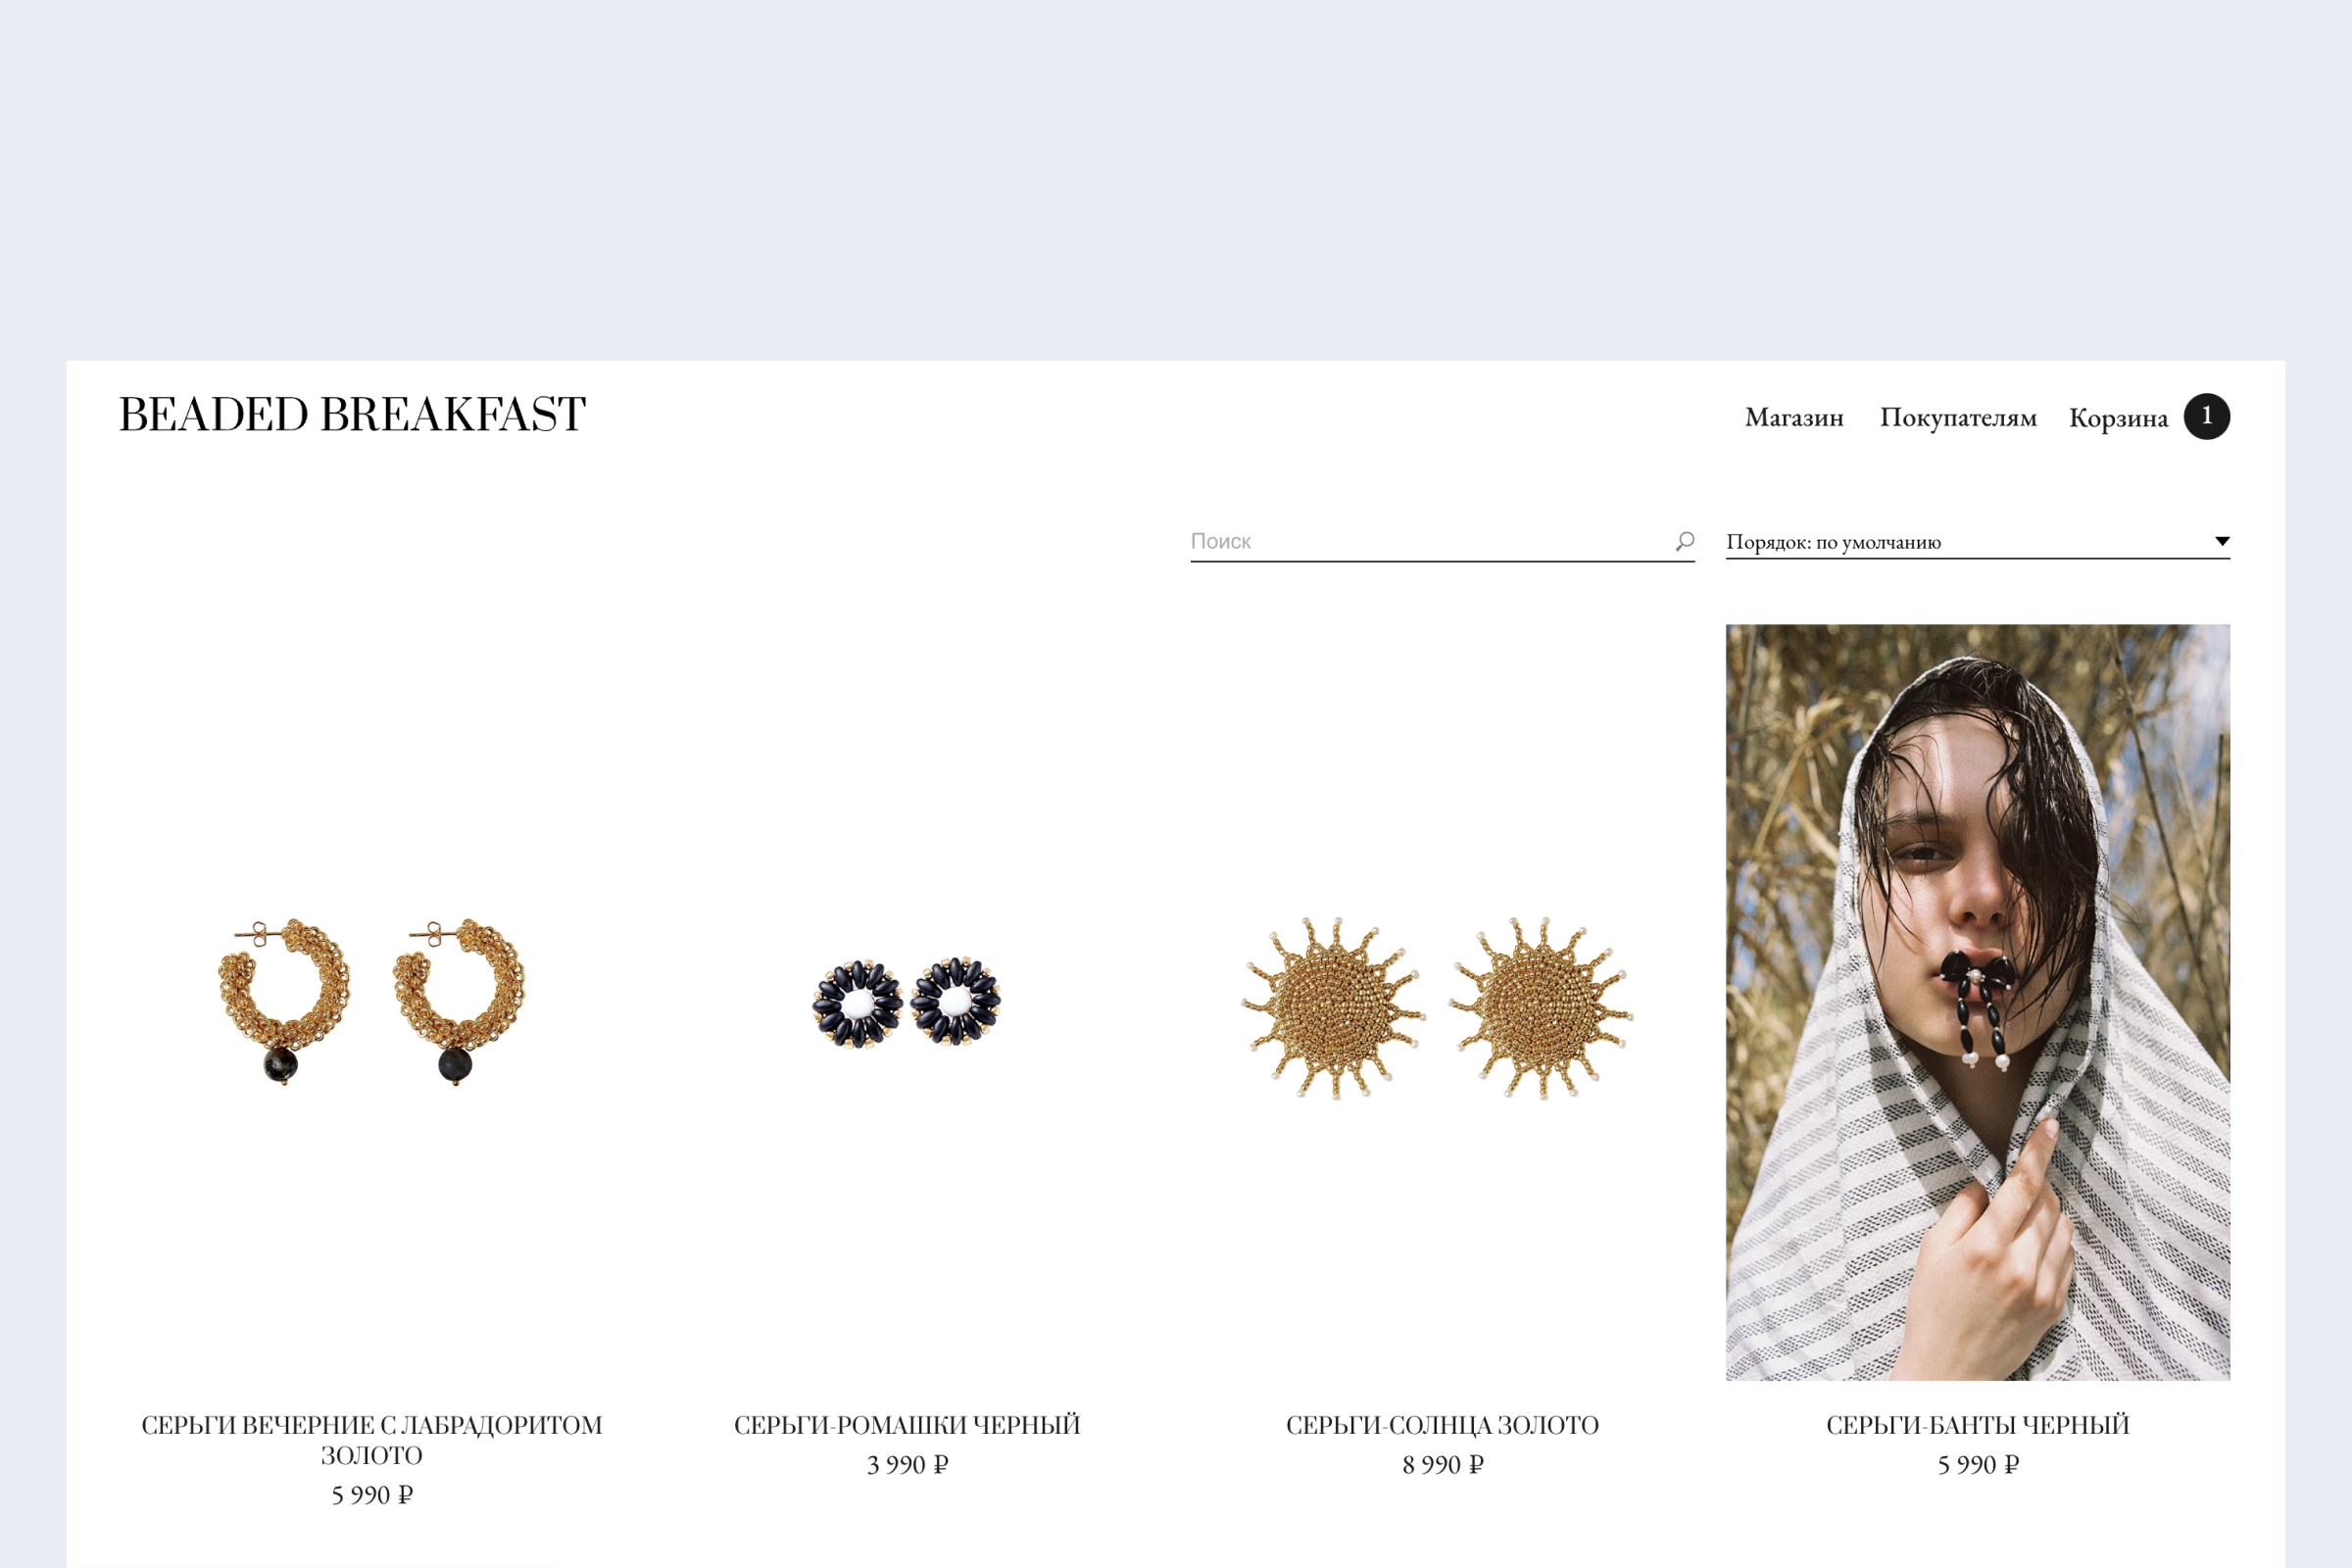 BEADED BREAKFAST
Магазин Покупателям Корзина 1
Поиск Порядок: по умолчанию
СЕРЬГИ ВЕЧЕРНИЕ С ЛАБРАДОРИТОМ
ЗОЛОТО
5 990 ₽
СЕРЬГИ-РОМАШКИ ЧЕРНЫЙ
3 990 ₽
СЕРЬГИ-СОЛНЦА ЗОЛОТО
8 990 ₽
СЕРЬГИ-БАНТЫ ЧЕРНЫЙ
5 990 ₽